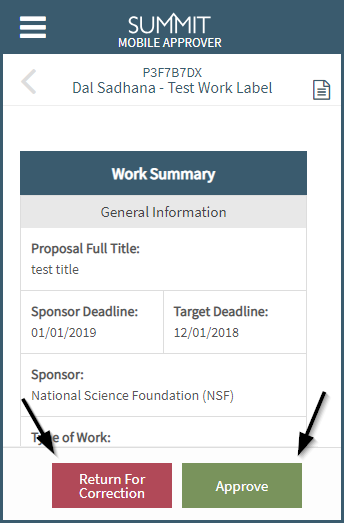 SUMMIT
MOBILE APPROVER
P3F7B7DX
Dal Sadhana - Test Work Label
Work Summary
General Information
Proposal Full Title:
test title
Sponsor Deadline: Target Deadline:
01/01/2019 12/01/2018
Sponsor:
National Science Foundation (NSF)
Type of Work:
Return For Approve
Correction